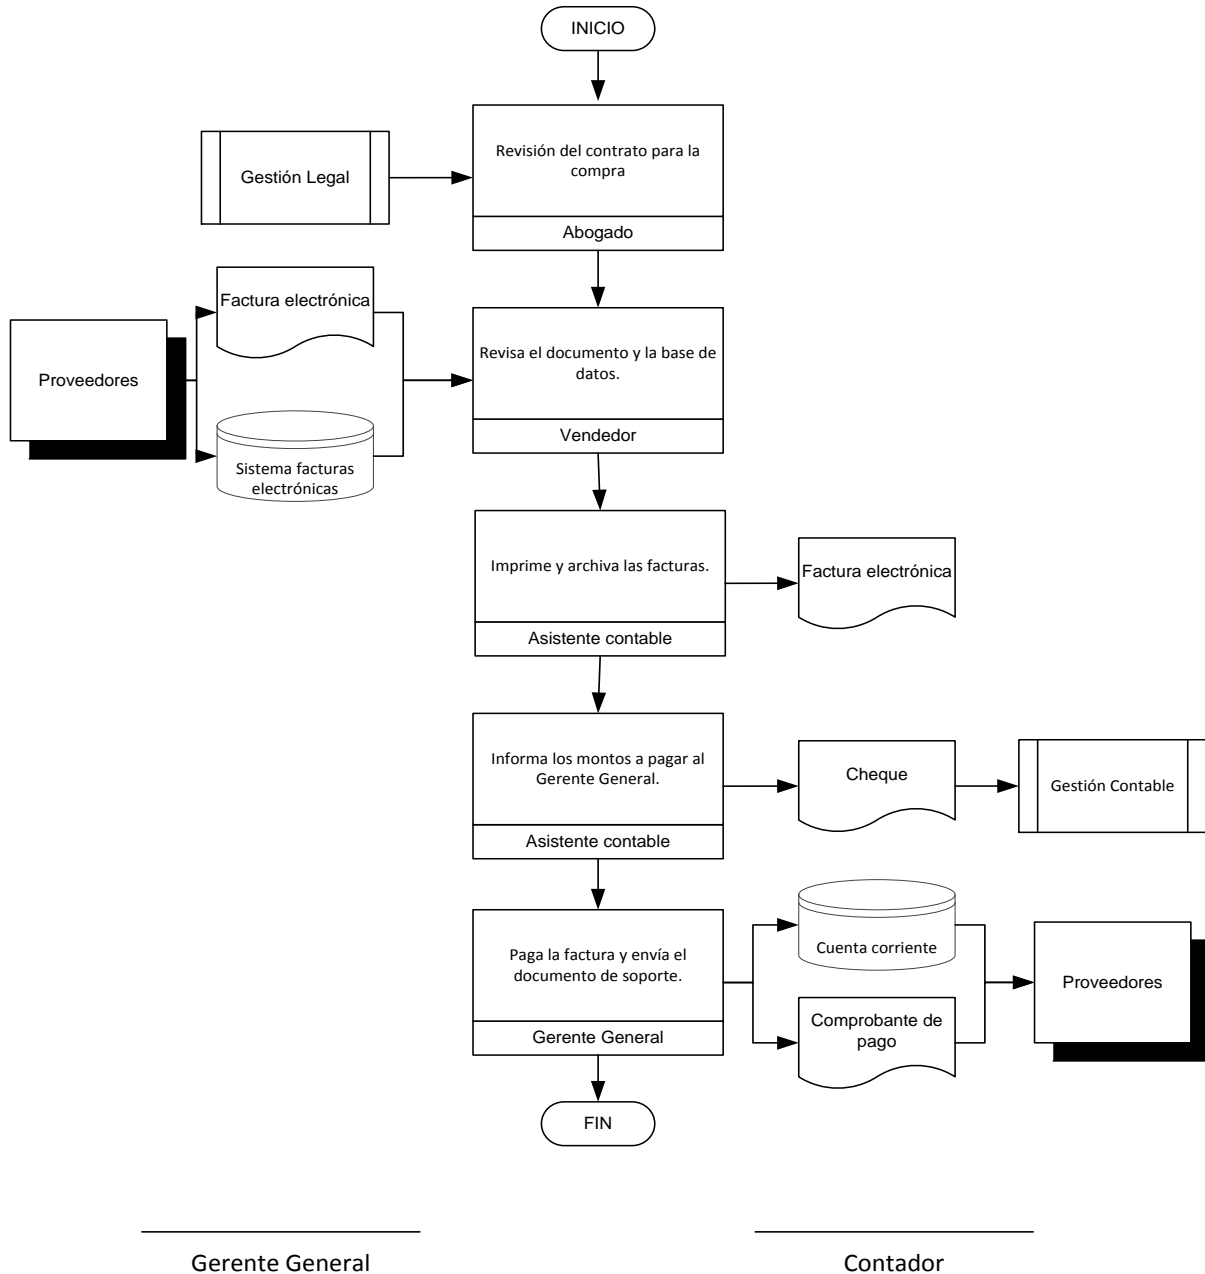 INICIO
Revisión del contrato para la
compra
Gestión Legal
Abogado
Factura electrónica
Proveedores
Revisa el documento y la base de
datos.
Vendedor
Sistema facturas
electrónicas
Imprime y archiva las facturas.
Factura electrónica
Asistente contable
Informa los montos a pagar al
Gerente General.
Cheque
Gestión Contable
Asistente contable
Paga la factura y envía el
documento de soporte.
Cuenta corriente
Proveedores
Comprobante de
pago
Gerente General
FIN
Gerente General
Contador